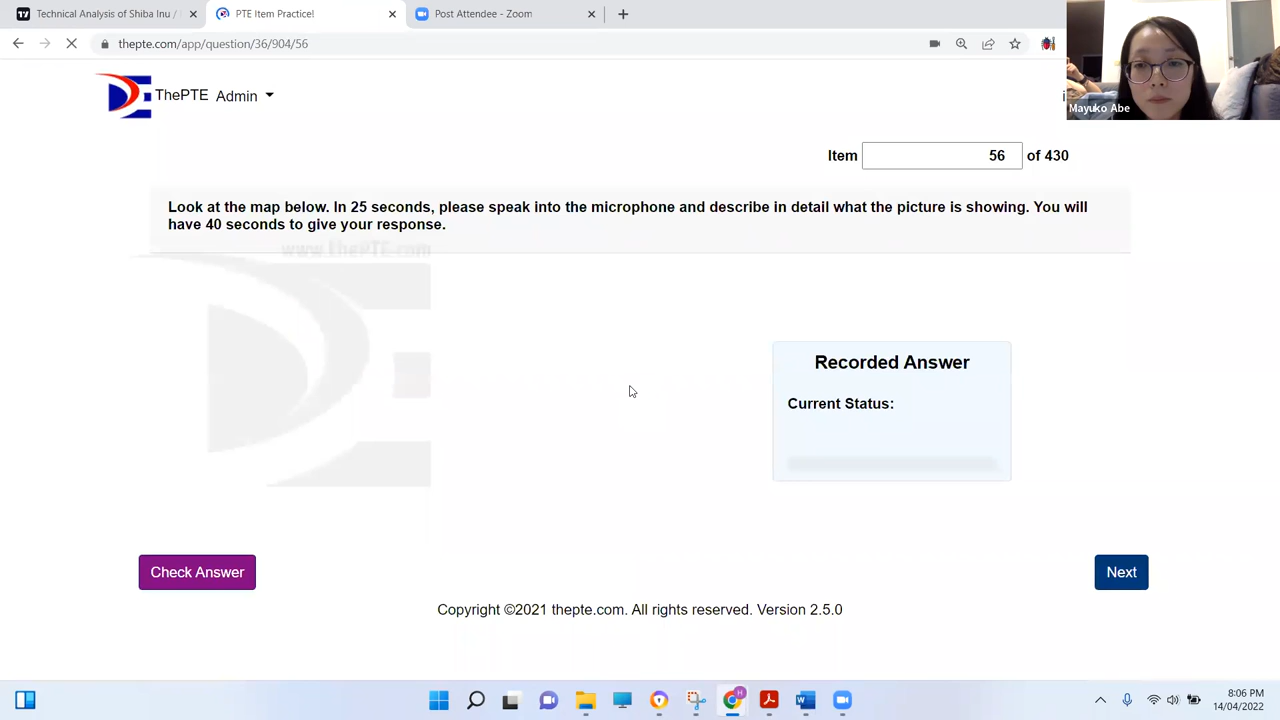 Technical Analysis of Shiba Inu /
PTE Item Practice!
Post Attendee - Zoom
thepte.com/app/question/36/904/56
Mayuko Abe
ThePTE Admin
Item 56 of 430
Look at the map below. In 25 seconds, please speak into the microphone and describe in detail what the picture is showing. You will
have 40 seconds to give your response.
www.thePTE.com
Recorded Answer
Current Status:
Check Answer
Next
Copyright ©2021 thepte.com. All rights reserved. Version 2.5.0
8:06 PM
14/04/2022